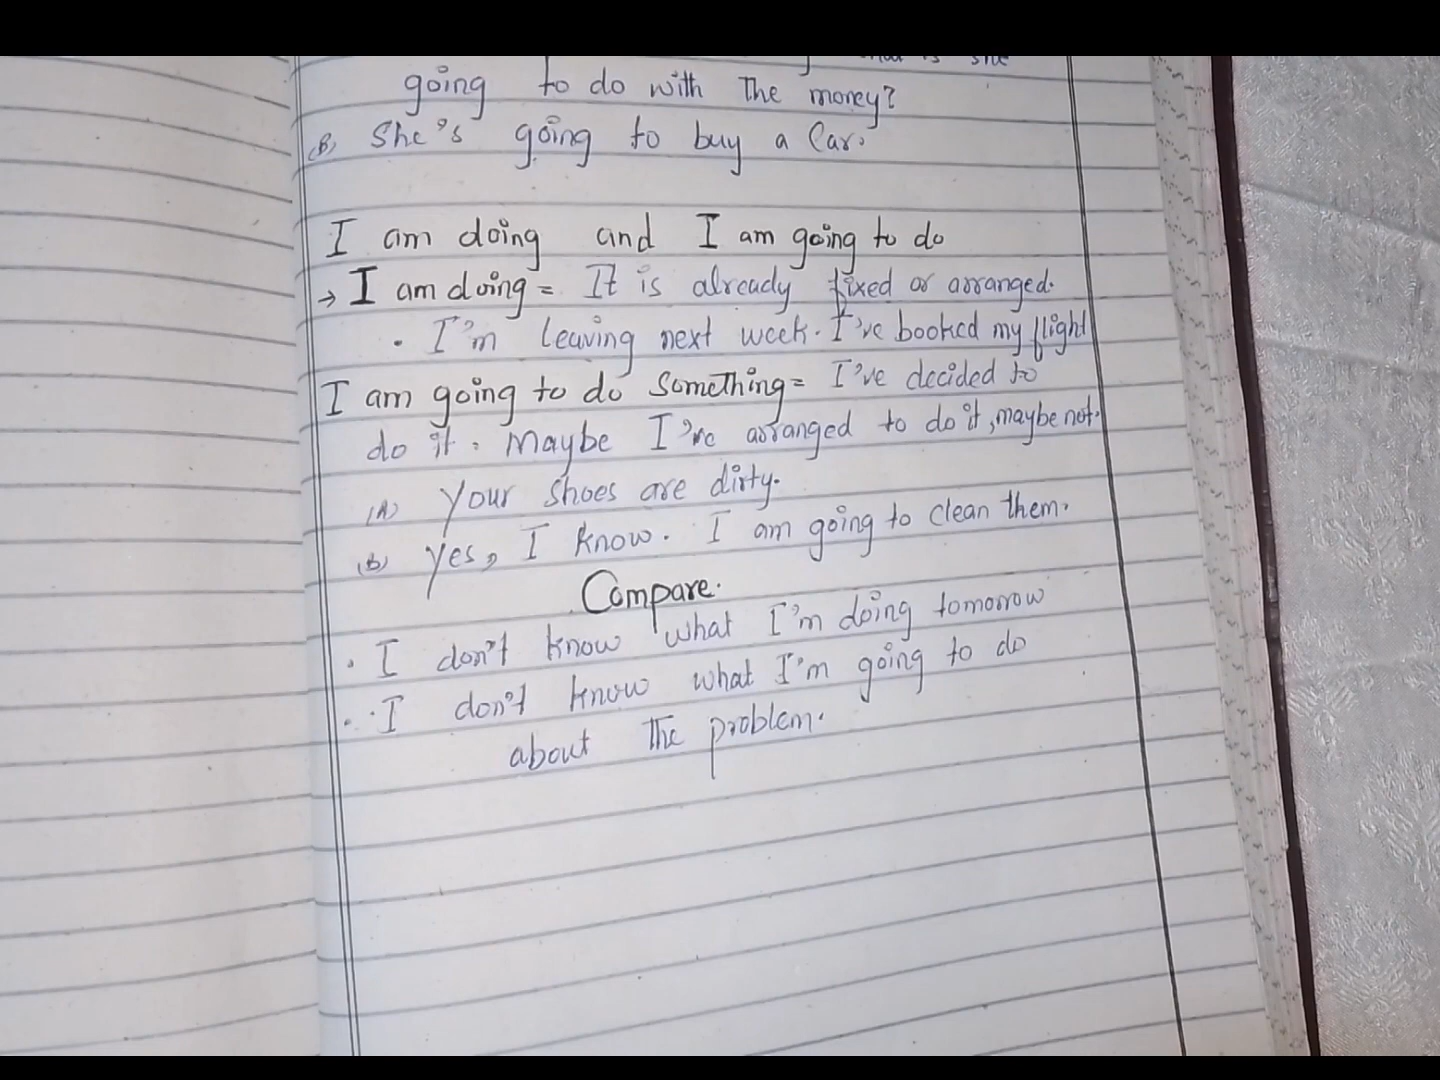 is she
going to do with the money?
(B) She's going to buy a Car.
I am doing and I am going to do
→ I am doing = It is already fixed or arranged.
• I'm leaving next week. I've booked my flight
I am going to do Something = I've decided to
do it. Maybe I've arranged to do it, maybe not.
(A) Your shoes are dirty.
(B) Yes, I know. I am going to clean them.
Compare.
• I don't know what I'm doing tomorrow
• I don't know what I'm going to do
about the problem.